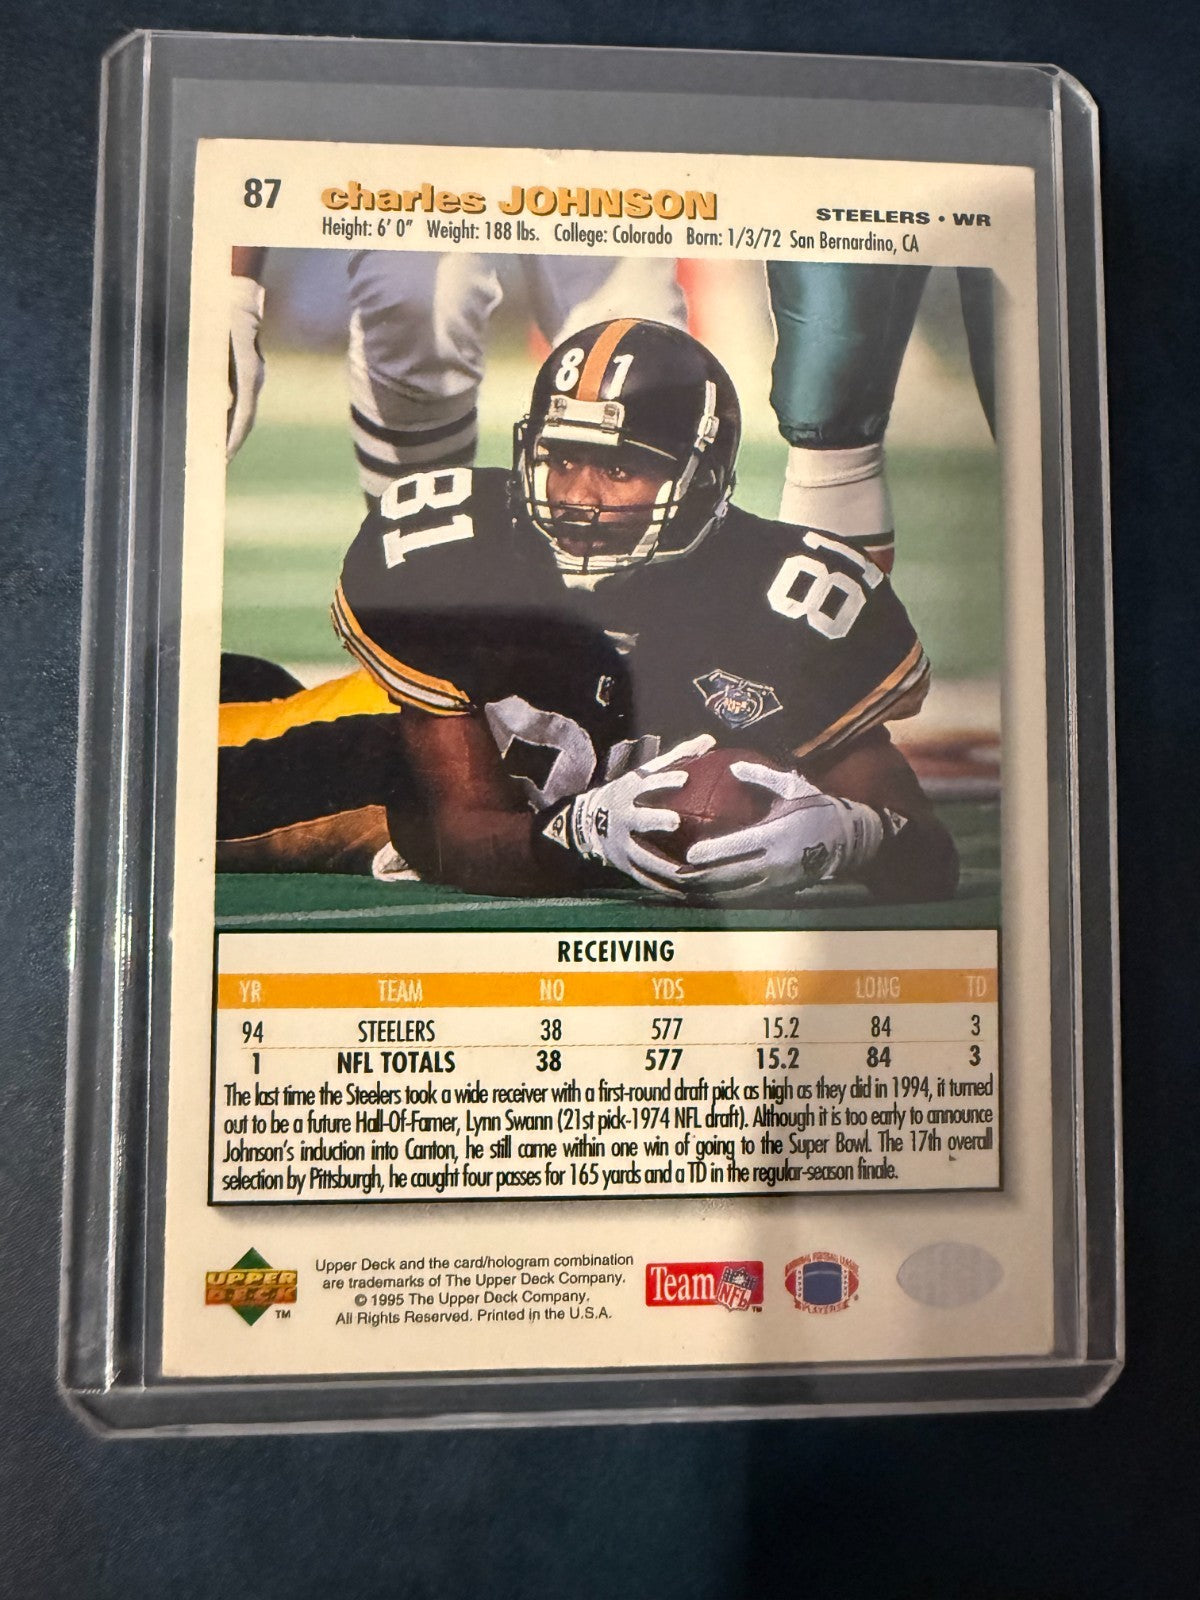 87 charles JOHNSON STEELERS • WR
Height: 6' 0" Weight: 188 lbs. College: Colorado Born: 1/3/72 San Bernardino, CA
81
81
81
RECEIVING
YR TEAM NO YDS AVG LONG TD
94 STEELERS 38 577 15.2 84 3
1 NFL TOTALS 38 577 15.2 84 3
The last time the Steelers took a wide receiver with a first-round draft pick as high as they did in 1994, it turned
out to be a future Hall-Of-Famer, Lynn Swann (21st pick-1974 NFL draft). Although it is too early to announce
Johnson's induction into Canton, he still came within one win of going to the Super Bowl. The 17th overall
selection by Pittsburgh, he caught four passes for 165 yards and a TD in the regular-season finale.
UPPER
DECK
TM
Upper Deck and the card/hologram combination
are trademarks of The Upper Deck Company.
© 1995 The Upper Deck Company.
All Rights Reserved. Printed in the U.S.A.
Team NFL TM
PLAYERS